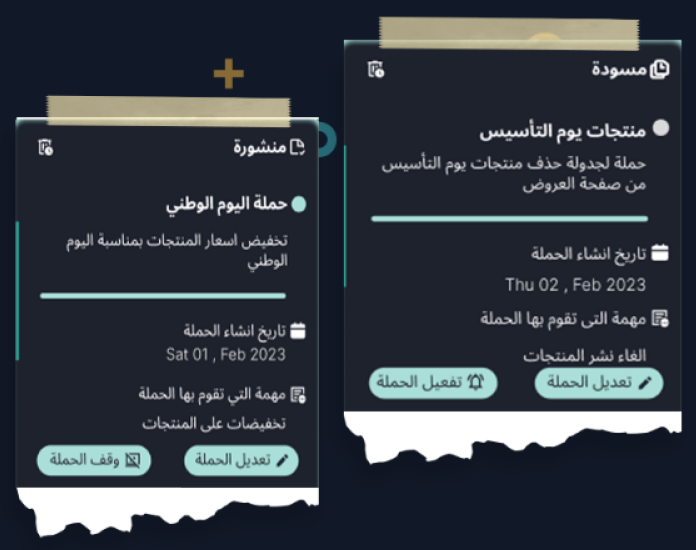 مسودة
منتجات يوم التأسيس
حملة لجدولة حذف منتجات يوم التأسيس
من صفحة العروض
تاريخ انشاء الحملة
Thu 02 , Feb 2023
مهمة التى تقوم بها الحملة
الغاء نشر المنتجات
تعديل الحملة
تفعيل الحملة
منشورة
حملة اليوم الوطني
تخفيض اسعار المنتجات بمناسبة اليوم
الوطني
تاريخ انشاء الحملة
Sat 01 , Feb 2023
مهمة التي تقوم بها الحملة
تخفيضات على المنتجات
تعديل الحملة
وقف الحملة